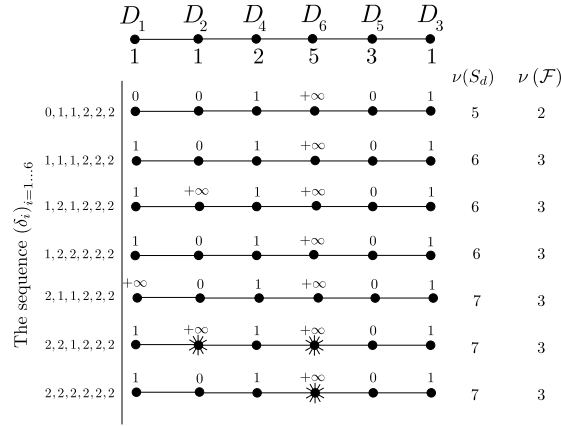 D₁ D₂ D₄ D₆ D₅ D₃
1 1 2 5 3 1
ν(S_d) ν(ℱ)
The sequence (δᵢ)ᵢ₌₁…₆
0 0 1 +∞ 0 1
0,1,1,2,2,2 5 2
1 0 1 +∞ 0 1
1,1,1,2,2,2 6 3
1 +∞ 1 +∞ 0 1
1,2,1,2,2,2 6 3
1 0 1 +∞ 0 1
1,2,2,2,2,2 6 3
+∞ 0 1 +∞ 0 1
2,1,1,2,2,2 7 3
1 +∞ 1 +∞ 0 1
2,2,1,2,2,2 7 3
1 0 1 +∞ 0 1
2,2,2,2,2,2 7 3